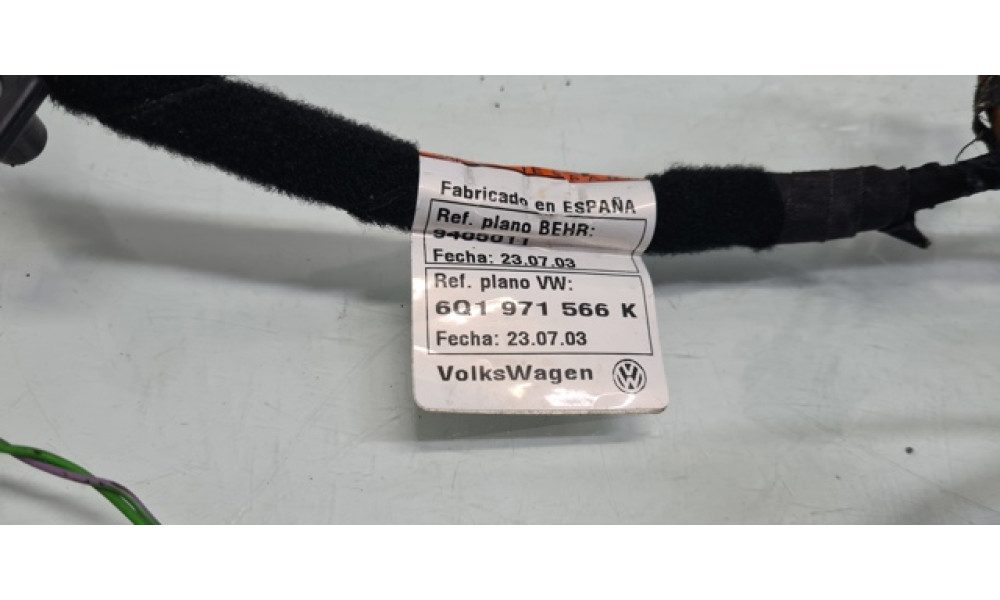 Fabricado en ESPAÑA
Ref. plano BEHR:
9405011
Fecha: 23.07.03
Ref. plano VW:
6Q1 971 566 K
Fecha: 23.07.03
VolksWagen